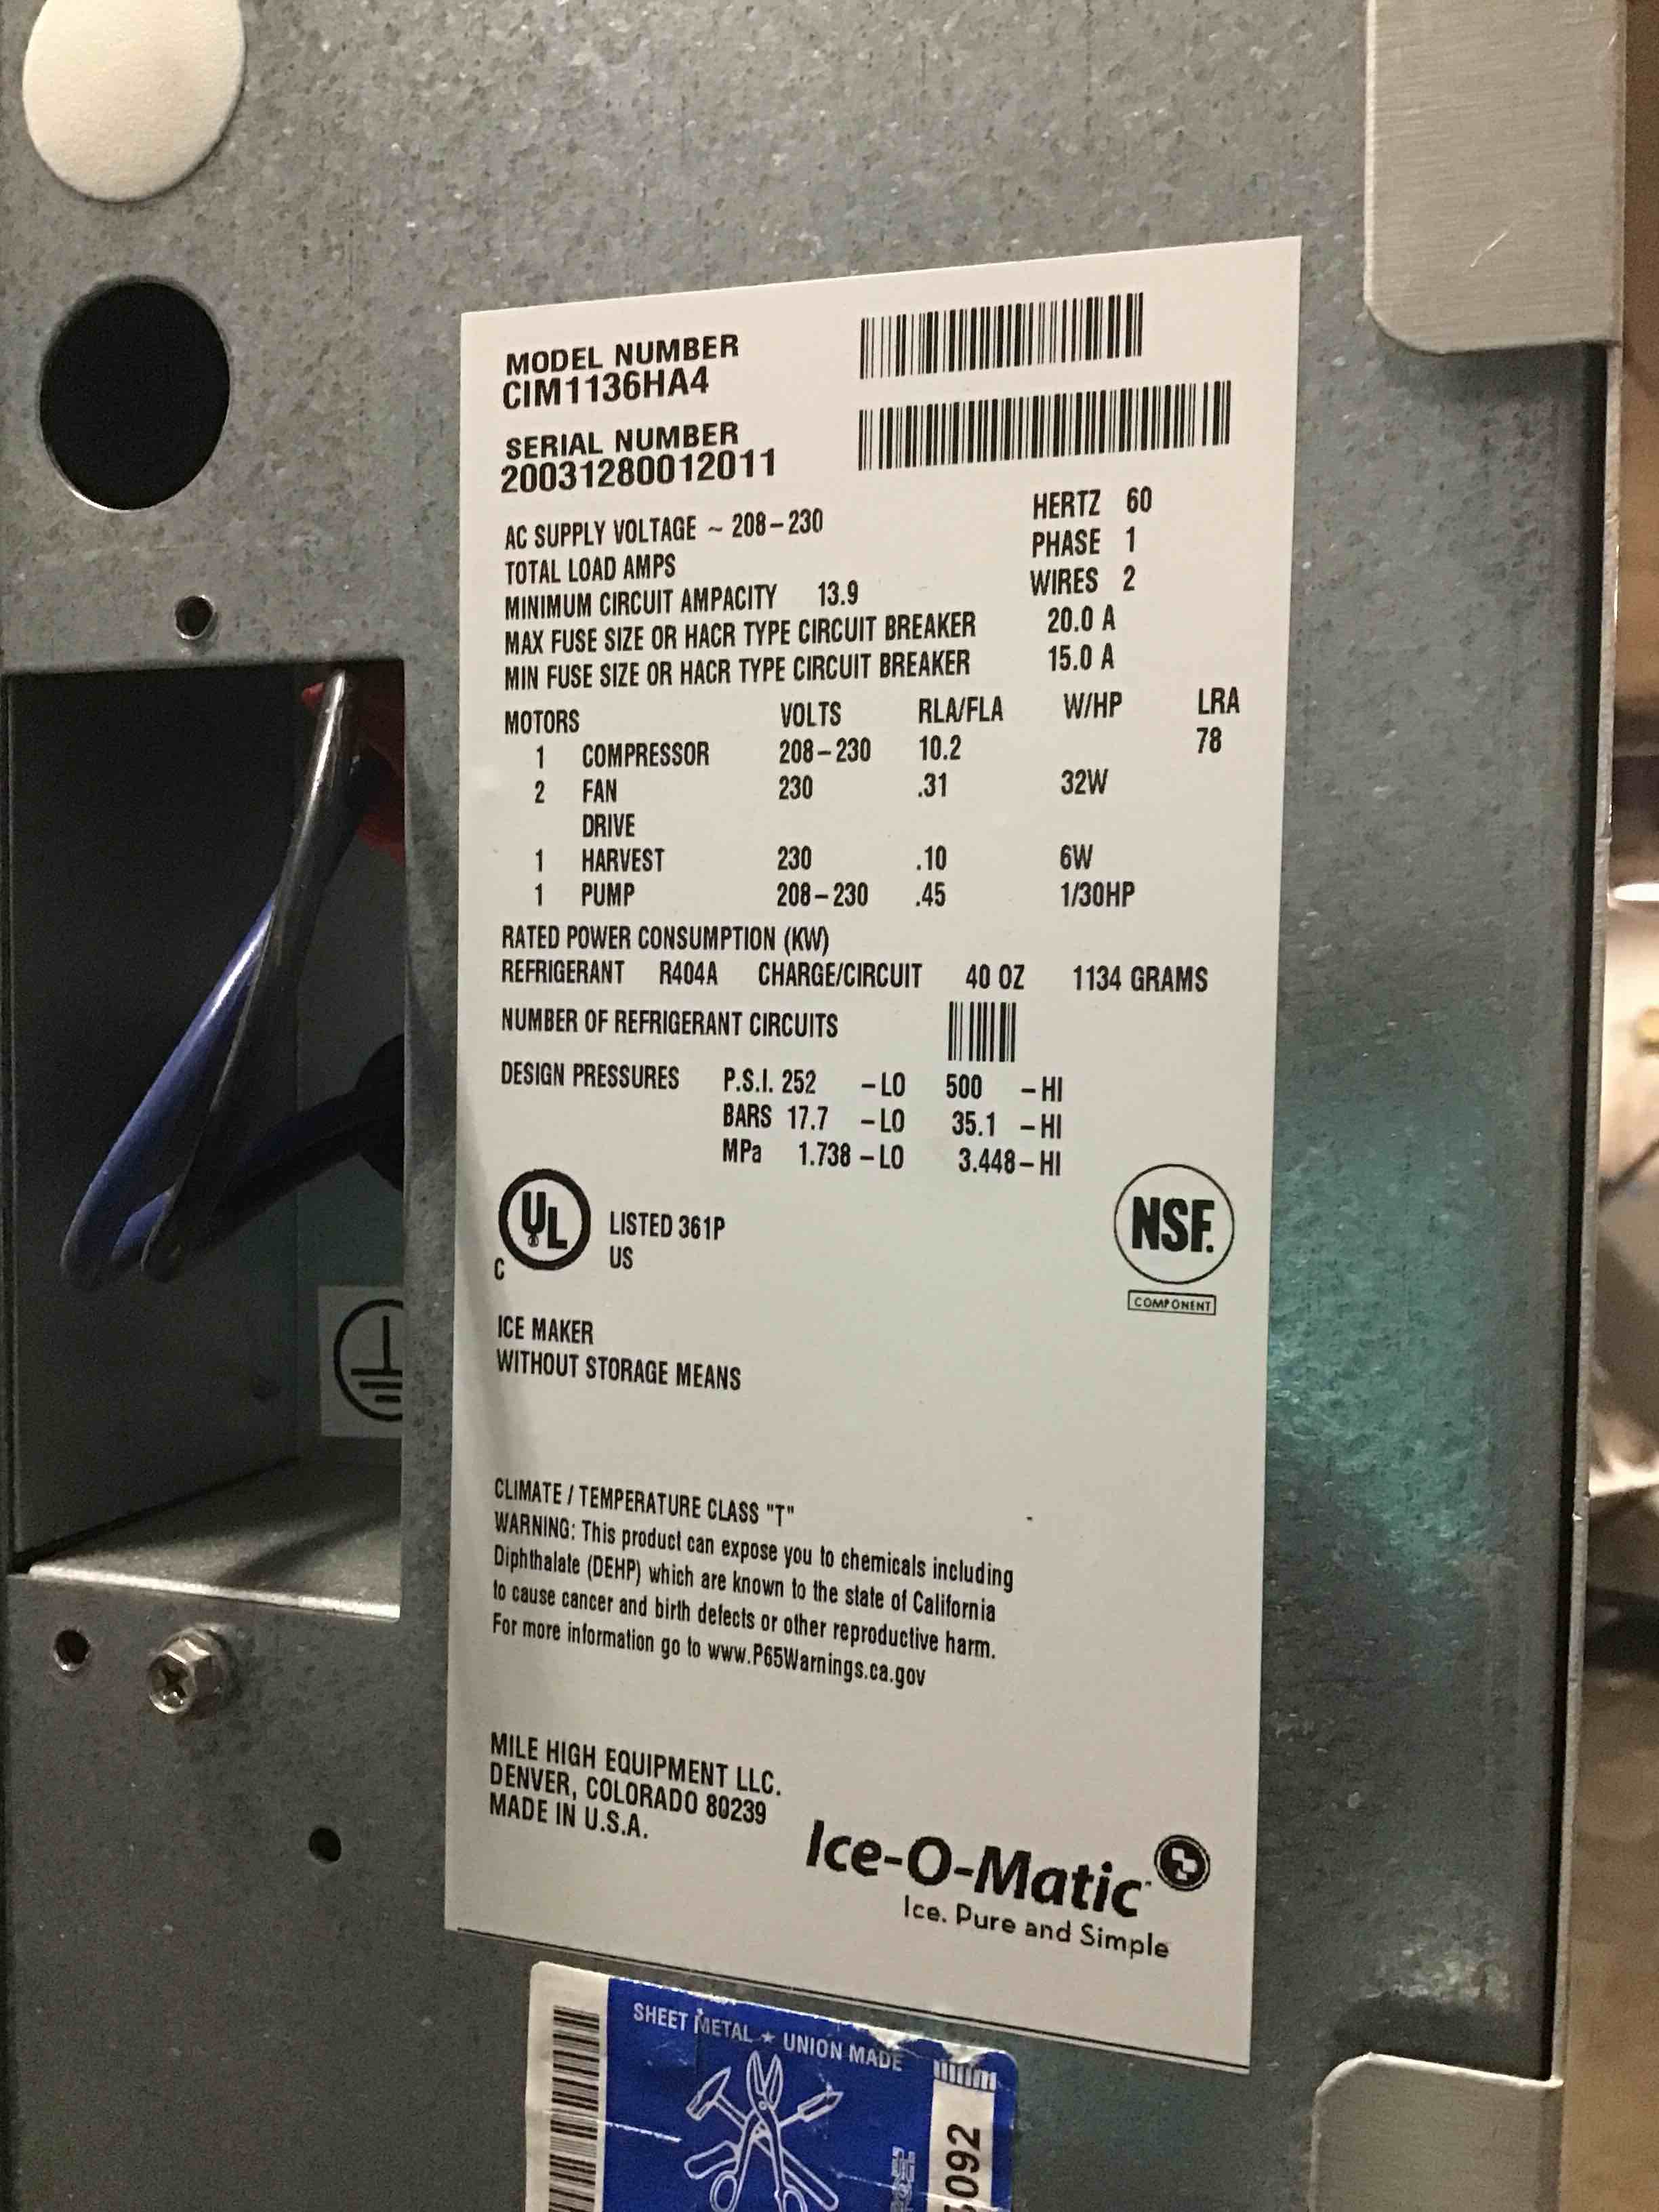 MODEL NUMBER
CIM1136HA4
SERIAL NUMBER
20031280012011
AC SUPPLY VOLTAGE ~ 208-230 HERTZ 60
TOTAL LOAD AMPS PHASE 1
MINIMUM CIRCUIT AMPACITY 13.9 WIRES 2
MAX FUSE SIZE OR HACR TYPE CIRCUIT BREAKER 20.0 A
MIN FUSE SIZE OR HACR TYPE CIRCUIT BREAKER 15.0 A
MOTORS VOLTS RLA/FLA W/HP LRA
1 COMPRESSOR 208-230 10.2 78
2 FAN 230 .31 32W
DRIVE
1 HARVEST 230 .10 6W
1 PUMP 208-230 .45 1/30HP
RATED POWER CONSUMPTION (KW)
REFRIGERANT R404A CHARGE/CIRCUIT 40 OZ 1134 GRAMS
NUMBER OF REFRIGERANT CIRCUITS
DESIGN PRESSURES P.S.I. 252 -LO 500 -HI
BARS 17.7 -LO 35.1 -HI
MPa 1.738 -LO 3.448-HI
C UL LISTED 361P
US
NSF.
COMPONENT
ICE MAKER
WITHOUT STORAGE MEANS
CLIMATE / TEMPERATURE CLASS "T"
WARNING: This product can expose you to chemicals including
Diphthalate (DEHP) which are known to the state of California
to cause cancer and birth defects or other reproductive harm.
For more information go to www.P65Warnings.ca.gov
MILE HIGH EQUIPMENT LLC.
DENVER, COLORADO 80239
MADE IN U.S.A.
Ice-O-Matic™
Ice. Pure and Simple
SHEET METAL ★ UNION MADE
092